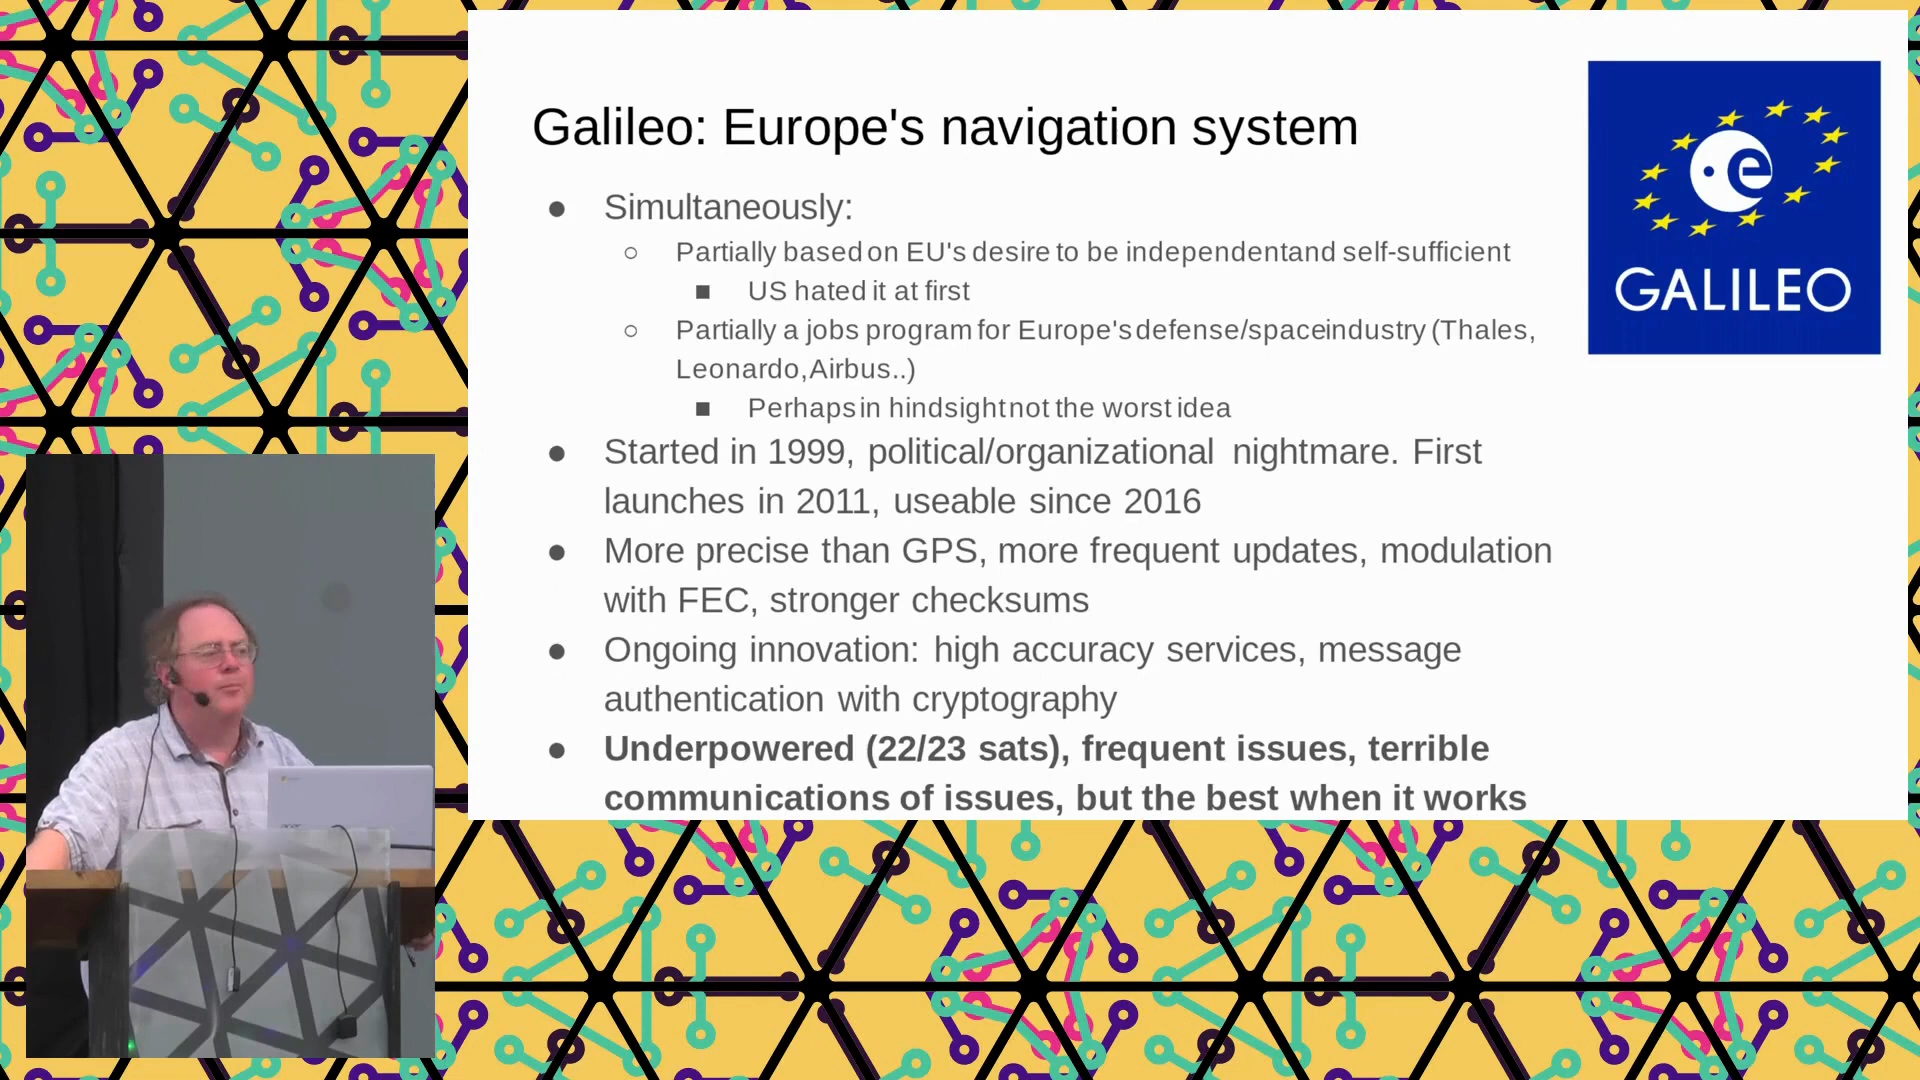 Galileo: Europe's navigation system
● Simultaneously:
○ Partially based on EU's desire to be independentand self-sufficient
■ US hated it at first
○ Partially a jobs program for Europe's defense/spaceindustry (Thales,
Leonardo,Airbus..)
■ Perhaps in hindsight not the worst idea
● Started in 1999, political/organizational nightmare. First
launches in 2011, useable since 2016
● More precise than GPS, more frequent updates, modulation
with FEC, stronger checksums
● Ongoing innovation: high accuracy services, message
authentication with cryptography
● Underpowered (22/23 sats), frequent issues, terrible
communications of issues, but the best when it works
e
GALILEO